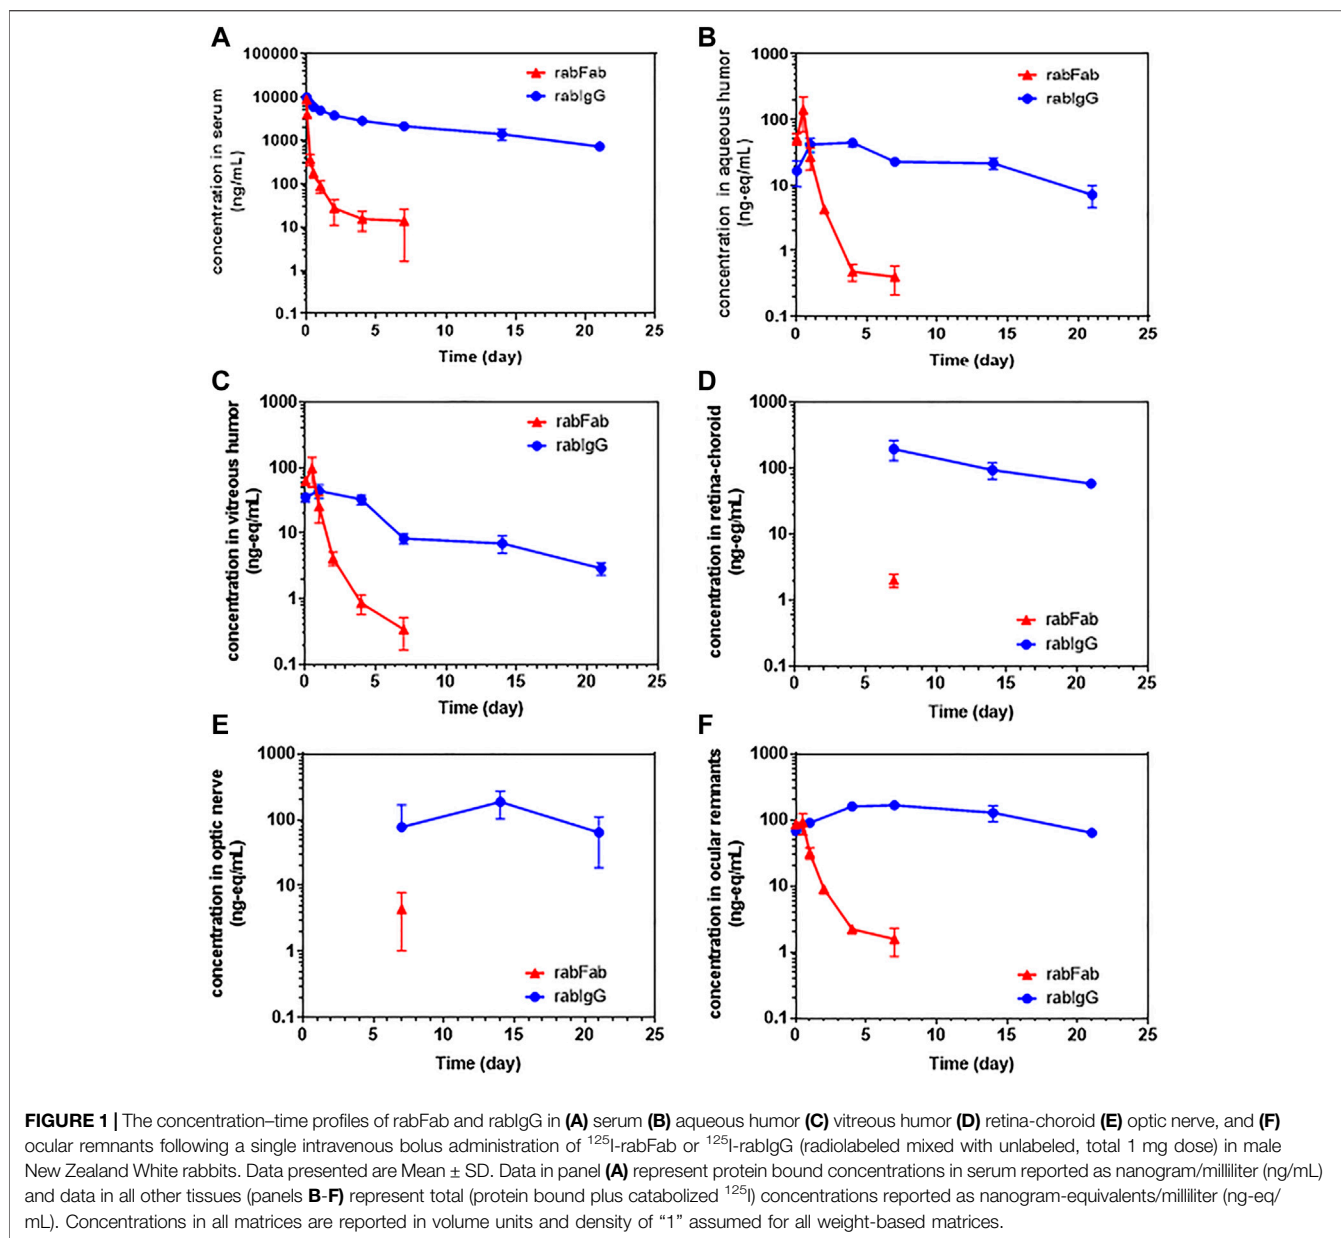 A
100000
10000
1000
100
10
1
0.1
concentration in serum
(ng/mL)
rabFab
rabIgG
0 5 10 15 20 25
Time (day)
B
1000
100
10
1
0.1
concentration in aqueous humor
(ng-eq/mL)
rabFab
rabIgG
0 5 10 15 20 25
Time (day)
C
1000
100
10
1
0.1
concentration in vitreous humor
(ng-eq/mL)
rabFab
rabIgG
0 5 10 15 20 25
Time (day)
D
1000
100
10
1
0.1
concentration in retina-choroid
(ng-eg/mL)
rabFab
rabIgG
0 5 10 15 20 25
Time (day)
E
1000
100
10
1
0.1
concentration in optic nerve
(ng-eq/mL)
rabFab
rabIgG
0 5 10 15 20 25
Time (day)
F
1000
100
10
1
0.1
concentration in ocular remnants
(ng-eq/mL)
rabFab
rabIgG
0 5 10 15 20 25
Time (day)
FIGURE 1 | The concentration–time profiles of rabFab and rabIgG in (A) serum (B) aqueous humor (C) vitreous humor (D) retina-choroid (E) optic nerve, and (F)
ocular remnants following a single intravenous bolus administration of ¹²⁵I-rabFab or ¹²⁵I-rabIgG (radiolabeled mixed with unlabeled, total 1 mg dose) in male
New Zealand White rabbits. Data presented are Mean ± SD. Data in panel (A) represent protein bound concentrations in serum reported as nanogram/milliliter (ng/mL)
and data in all other tissues (panels B-F) represent total (protein bound plus catabolized ¹²⁵I) concentrations reported as nanogram-equivalents/milliliter (ng-eq/
mL). Concentrations in all matrices are reported in volume units and density of “1” assumed for all weight-based matrices.